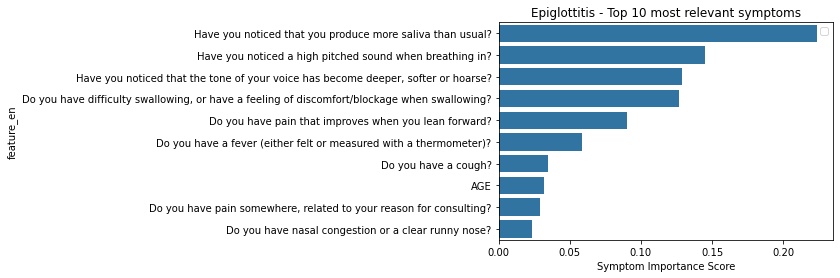 Epiglottitis - Top 10 most relevant symptoms
feature_en
Have you noticed that you produce more saliva than usual?
Have you noticed a high pitched sound when breathing in?
Have you noticed that the tone of your voice has become deeper, softer or hoarse?
Do you have difficulty swallowing, or have a feeling of discomfort/blockage when swallowing?
Do you have pain that improves when you lean forward?
Do you have a fever (either felt or measured with a thermometer)?
Do you have a cough?
AGE
Do you have pain somewhere, related to your reason for consulting?
Do you have nasal congestion or a clear runny nose?
0.00 0.05 0.10 0.15 0.20
Symptom Importance Score